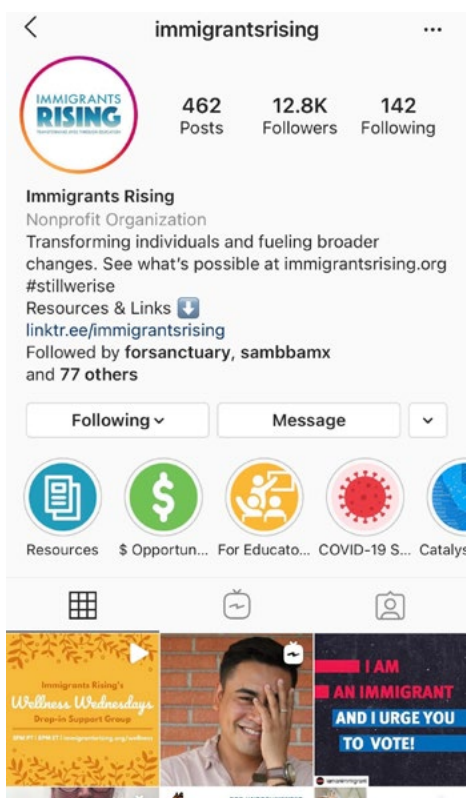 immigrantsrising
IMMIGRANTS
RISING
462
Posts
12.8K
Followers
142
Following
Immigrants Rising
Nonprofit Organization
Transforming individuals and fueling broader
changes. See what's possible at immigrantsrising.org
#stillwerise
Resources & Links
linktr.ee/immigrantsrising
Followed by forsanctuary, sambbamx
and 77 others
Following
Message
Resources
$ Opportun...
For Educato...
COVID-19 S...
Catalys
Immigrants Rising's
Wellness Wednesdays
Drop-in Support Group
I AM
AN IMMIGRANT
AND I URGE YOU
TO VOTE!